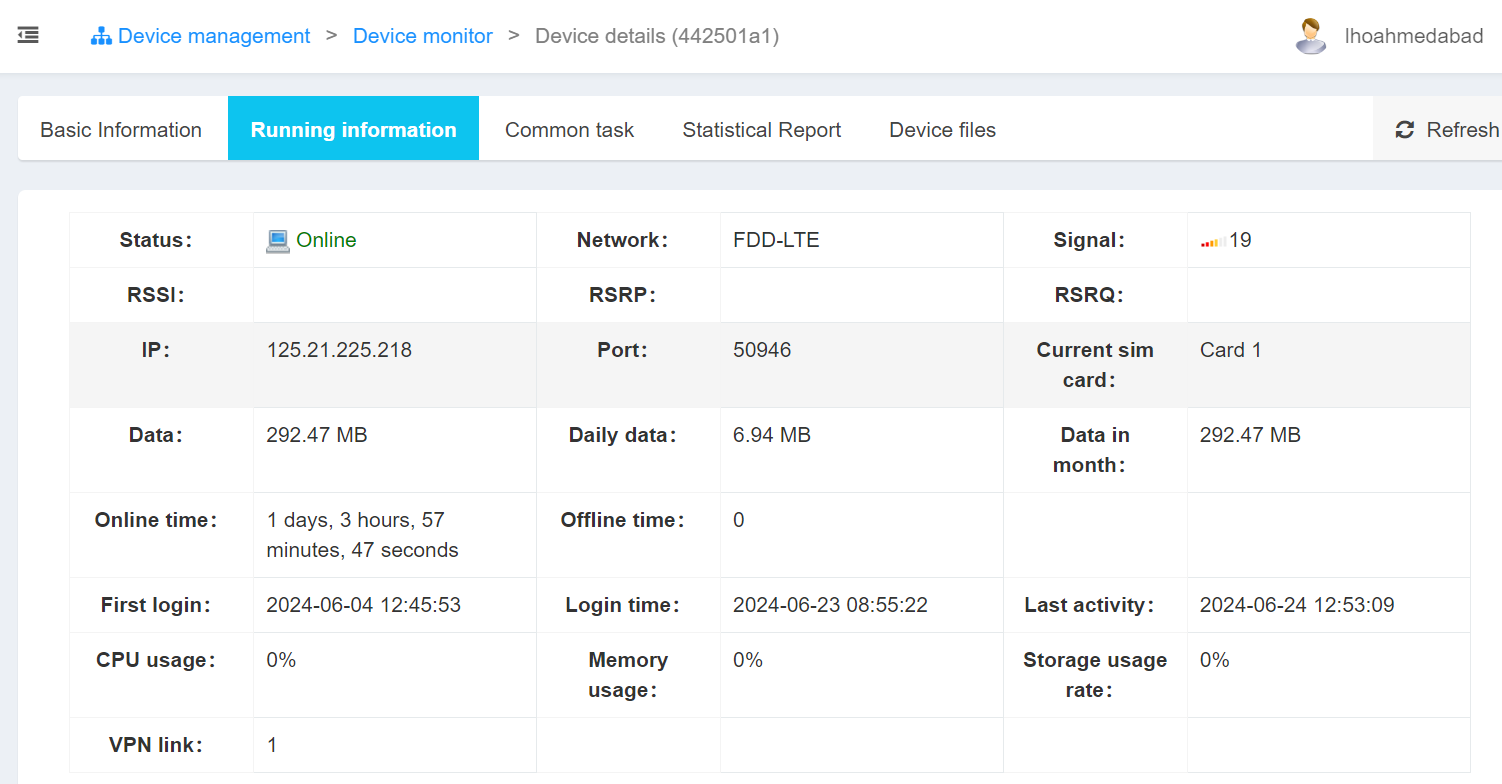 Device management > Device monitor > Device details (442501a1)
lhoahmedabad
Basic Information Running information Common task Statistical Report Device files Refresh
Status: Online Network: FDD-LTE Signal: 19
RSSI: RSRP: RSRQ:
IP: 125.21.225.218 Port: 50946 Current sim card: Card 1
Data: 292.47 MB Daily data: 6.94 MB Data in month: 292.47 MB
Online time: 1 days, 3 hours, 57 minutes, 47 seconds Offline time: 0
First login: 2024-06-04 12:45:53 Login time: 2024-06-23 08:55:22 Last activity: 2024-06-24 12:53:09
CPU usage: 0% Memory usage: 0% Storage usage rate: 0%
VPN link: 1